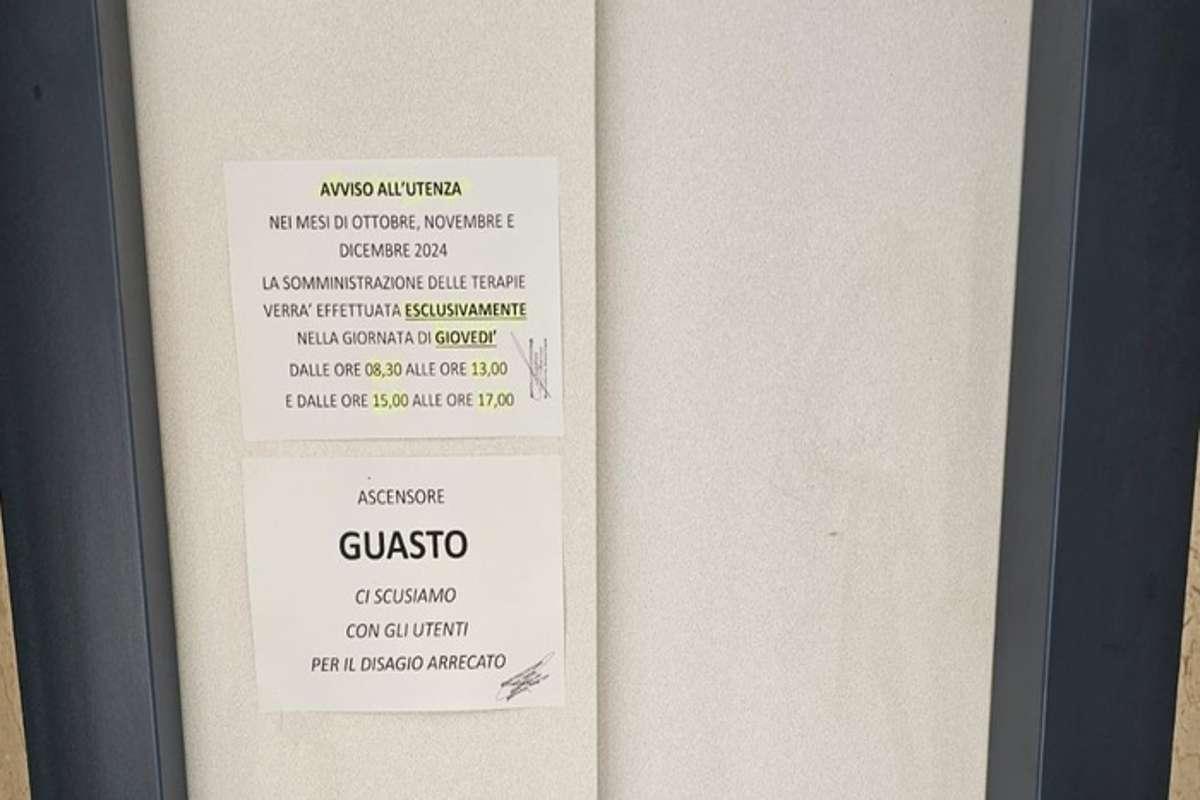 AVVISO ALL'UTENZA
NEI MESI DI OTTOBRE, NOVEMBRE E
DICEMBRE 2024
LA SOMMINISTRAZIONE DELLE TERAPIE
VERRA' EFFETTUATA ESCLUSIVAMENTE
NELLA GIORNATA DI GIOVEDI'
DALLE ORE 08,30 ALLE ORE 13,00
E DALLE ORE 15,00 ALLE ORE 17,00
ASCENSORE
GUASTO
CI SCUSIAMO
CON GLI UTENTI
PER IL DISAGIO ARRECATO